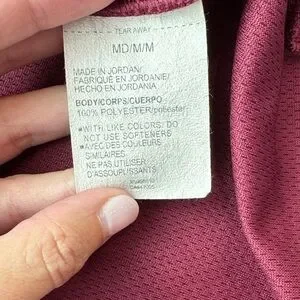 TEAR AWAY
MD/M/M
MADE IN JORDAN/
FABRIQUÉ EN JORDANIE/
HECHO EN JORDANIA
BODY/CORPS/CUERPO
100% POLYESTER/poliéster
■WITH LIKE COLORS. DO
NOT USE SOFTENERS
■AVEC DES COULEURS
SIMILAIRES.
NE PAS UTILISER
D'ASSOUPLISSANTS